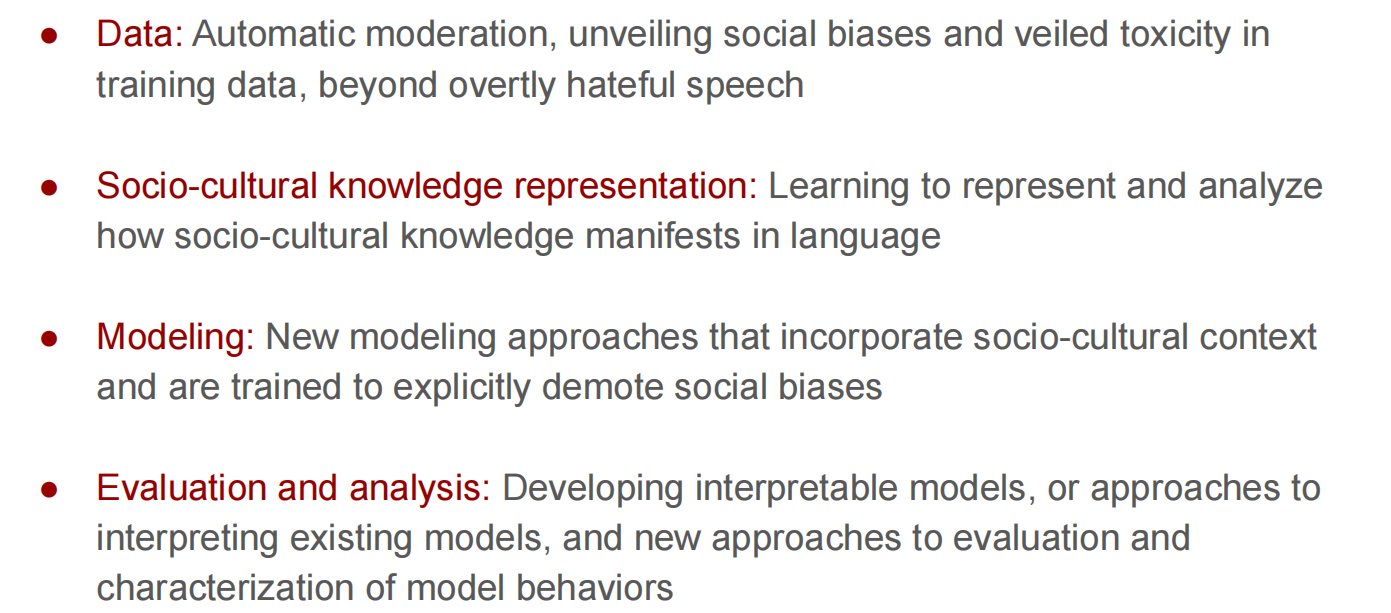 ● Data: Automatic moderation, unveiling social biases and veiled toxicity in
training data, beyond overtly hateful speech
● Socio-cultural knowledge representation: Learning to represent and analyze
how socio-cultural knowledge manifests in language
● Modeling: New modeling approaches that incorporate socio-cultural context
and are trained to explicitly demote social biases
● Evaluation and analysis: Developing interpretable models, or approaches to
interpreting existing models, and new approaches to evaluation and
characterization of model behaviors